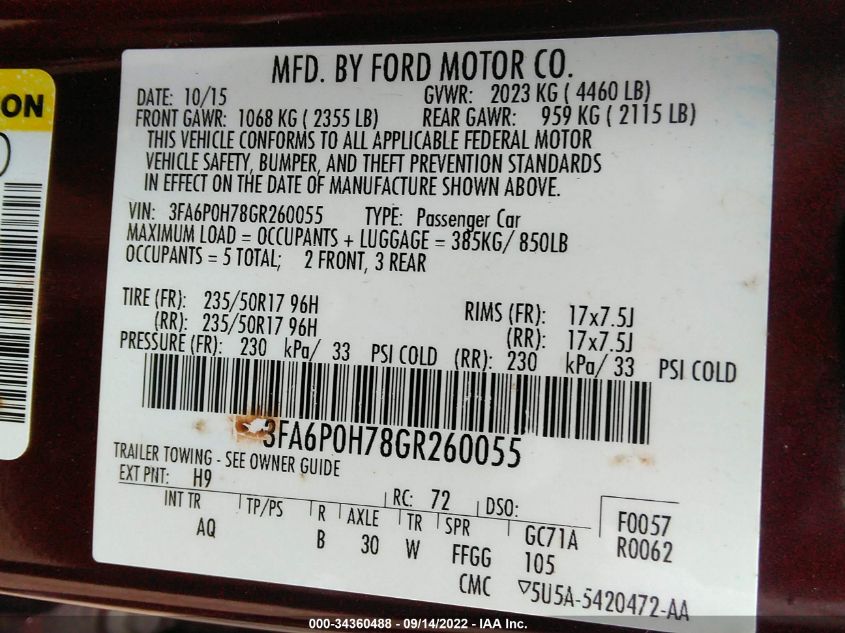 ON
MFD. BY FORD MOTOR CO.
DATE: 10/15 GVWR: 2023 KG ( 4460 LB)
FRONT GAWR: 1068 KG ( 2355 LB) REAR GAWR: 959 KG ( 2115 LB)
THIS VEHICLE CONFORMS TO ALL APPLICABLE FEDERAL MOTOR
VEHICLE SAFETY, BUMPER, AND THEFT PREVENTION STANDARDS
IN EFFECT ON THE DATE OF MANUFACTURE SHOWN ABOVE.
VIN: 3FA6P0H78GR260055 TYPE: Passenger Car
MAXIMUM LOAD = OCCUPANTS + LUGGAGE = 385KG/ 850LB
OCCUPANTS = 5 TOTAL; 2 FRONT, 3 REAR
TIRE (FR): 235/50R17 96H RIMS (FR): 17x7.5J
(RR): 235/50R17 96H (RR): 17x7.5J
PRESSURE (FR): 230 kPa/ 33 PSI COLD (RR): 230 kPa/ 33 PSI COLD
3FA6P0H78GR260055
TRAILER TOWING - SEE OWNER GUIDE
EXT PNT: H9 RC: 72 DSO: F0057
INT TR TP/PS R AXLE TR SPR GC71A R0062
AQ B 30 W FFGG 105
CMC ▽5U5A-5420472-AA
000-34360488 - 09/14/2022 - IAA Inc.